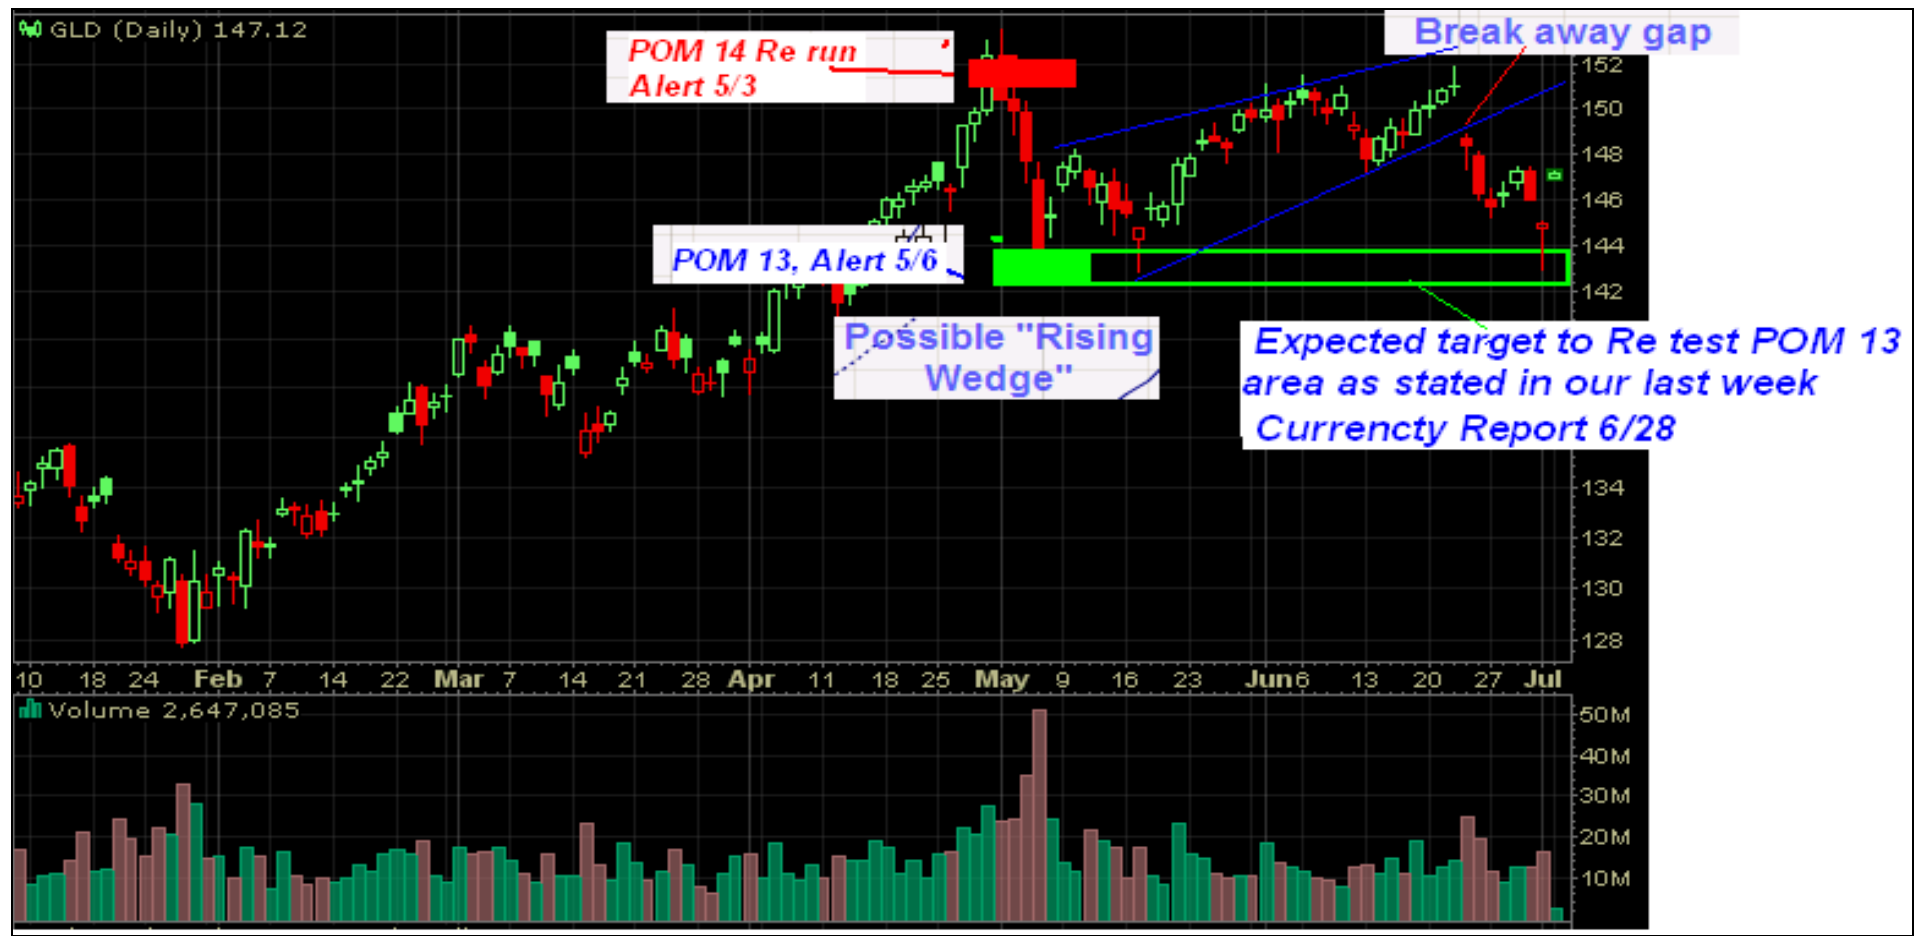 GLD (Daily) 147.12
POM 14 Re run
Alert 5/3
Break away gap
152
150
148
146
144
142
134
132
130
128
POM 13, Alert 5/6
Possible "Rising
Wedge"
Expected target to Re test POM 13
area as stated in our last week
Currencty Report 6/28
10 18 24 Feb 7 14 22 Mar 7 14 21 28 Apr 11 18 25 May 9 16 23 Jun 6 13 20 27 Jul
Volume 2,647,085
50M
40M
30M
20M
10M